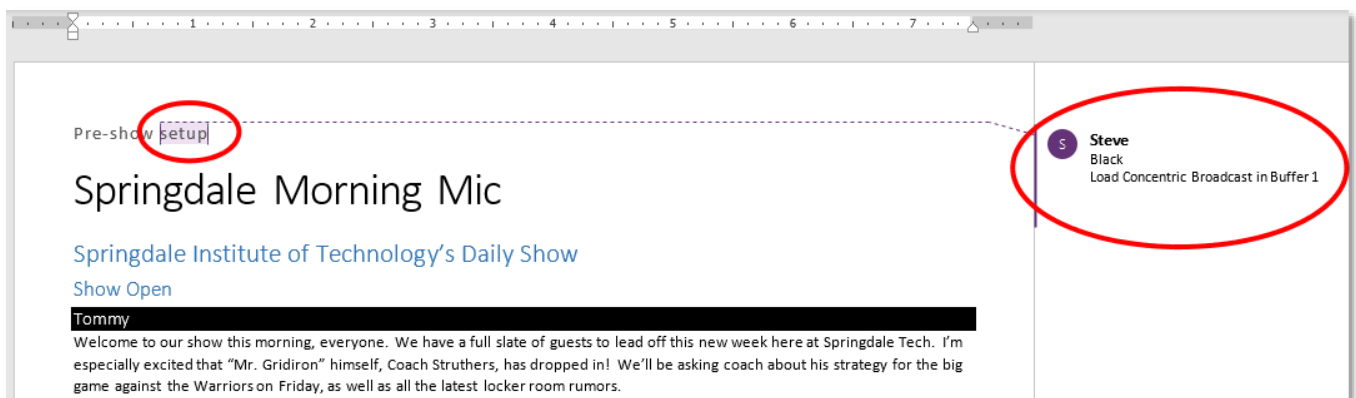 1 2 3 4 5 6 7
Pre-show setup
S Steve
Black
Load Concentric Broadcast in Buffer 1
Springdale Morning Mic
Springdale Institute of Technology’s Daily Show
Show Open
Tommy
Welcome to our show this morning, everyone. We have a full slate of guests to lead off this new week here at Springdale Tech. I’m
especially excited that “Mr. Gridiron” himself, Coach Struthers, has dropped in! We’ll be asking coach about his strategy for the big
game against the Warriors on Friday, as well as all the latest locker room rumors.